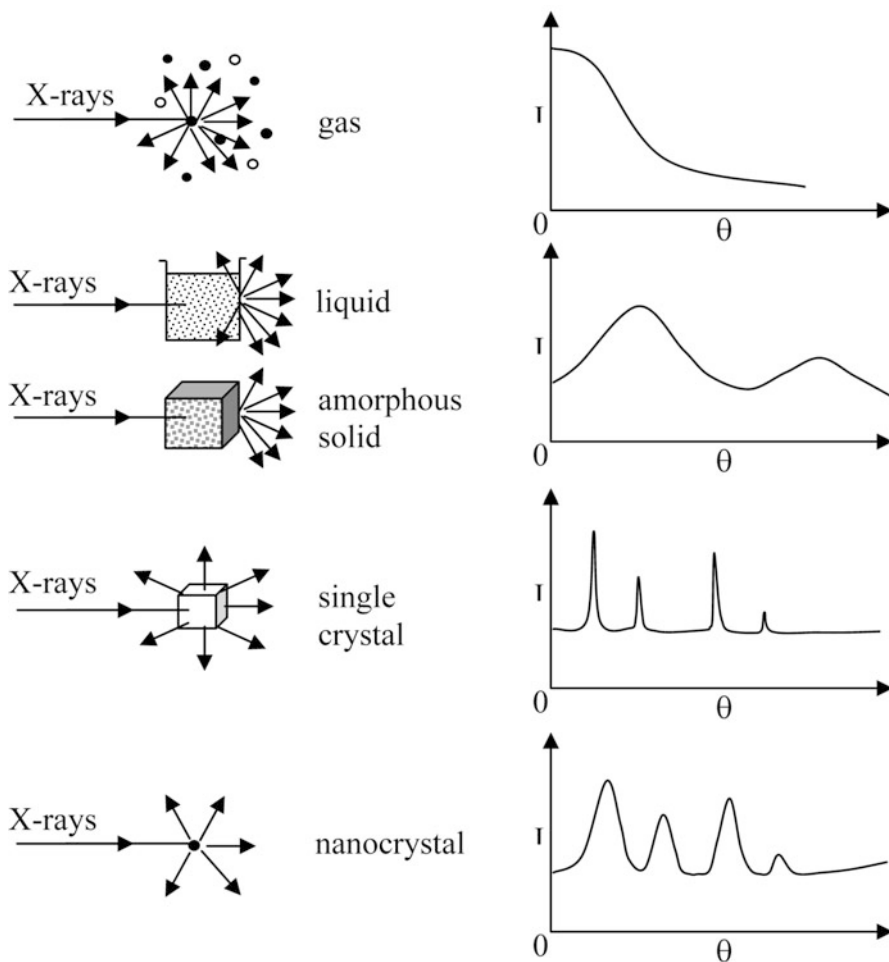 X-rays
gas
I
0
θ
X-rays
liquid
X-rays
amorphous
solid
I
0
θ
X-rays
single
crystal
I
0
θ
X-rays
nanocrystal
I
0
θ